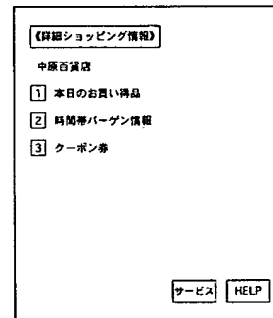 《詳細ショッピング情報》
中原百貨店
1 本日のお買い得品
2 時間帯バーゲン情報
3 クーポン券
サービス HELP